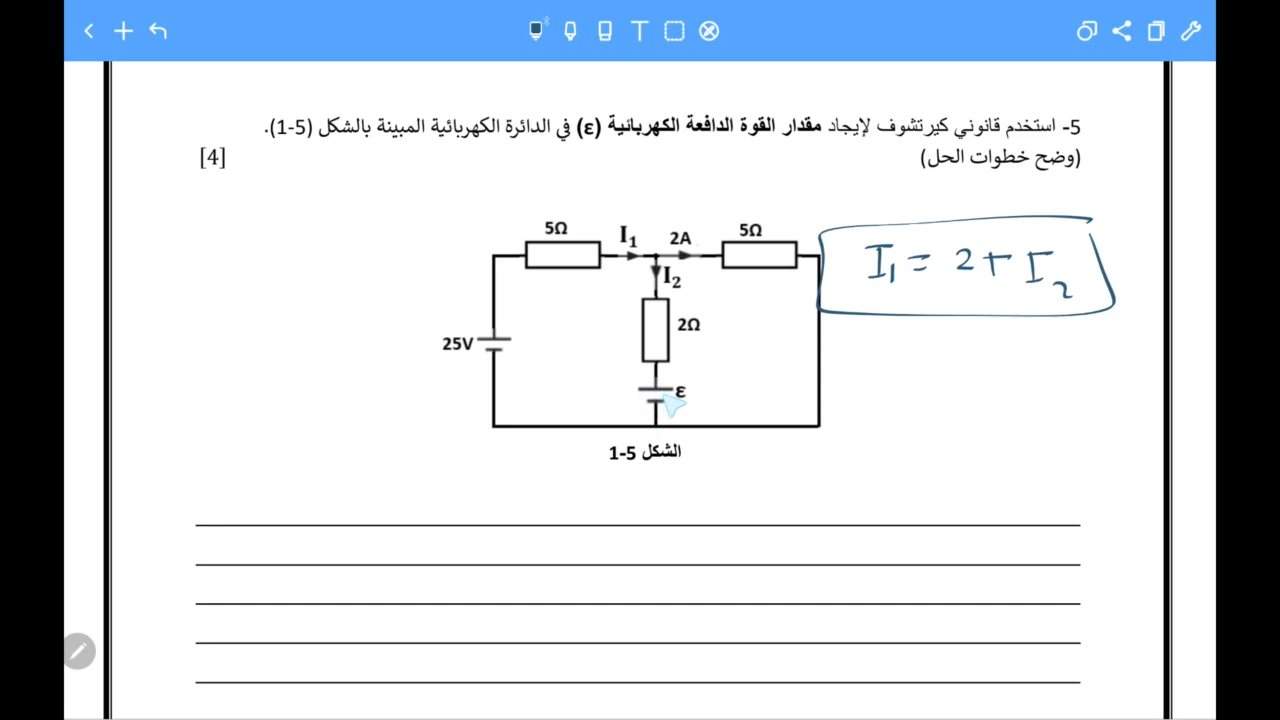 5- استخدم قانوني كيرتشوف لإيجاد مقدار القوة الدافعة الكهربائية (ε) في الدائرة الكهربائية المبينة بالشكل (5-1).
(وضح خطوات الحل)
[4]
5Ω
I₁
2A
5Ω
I₁ = 2 + I₂
I₂
2Ω
25V
ε
الشكل 5-1